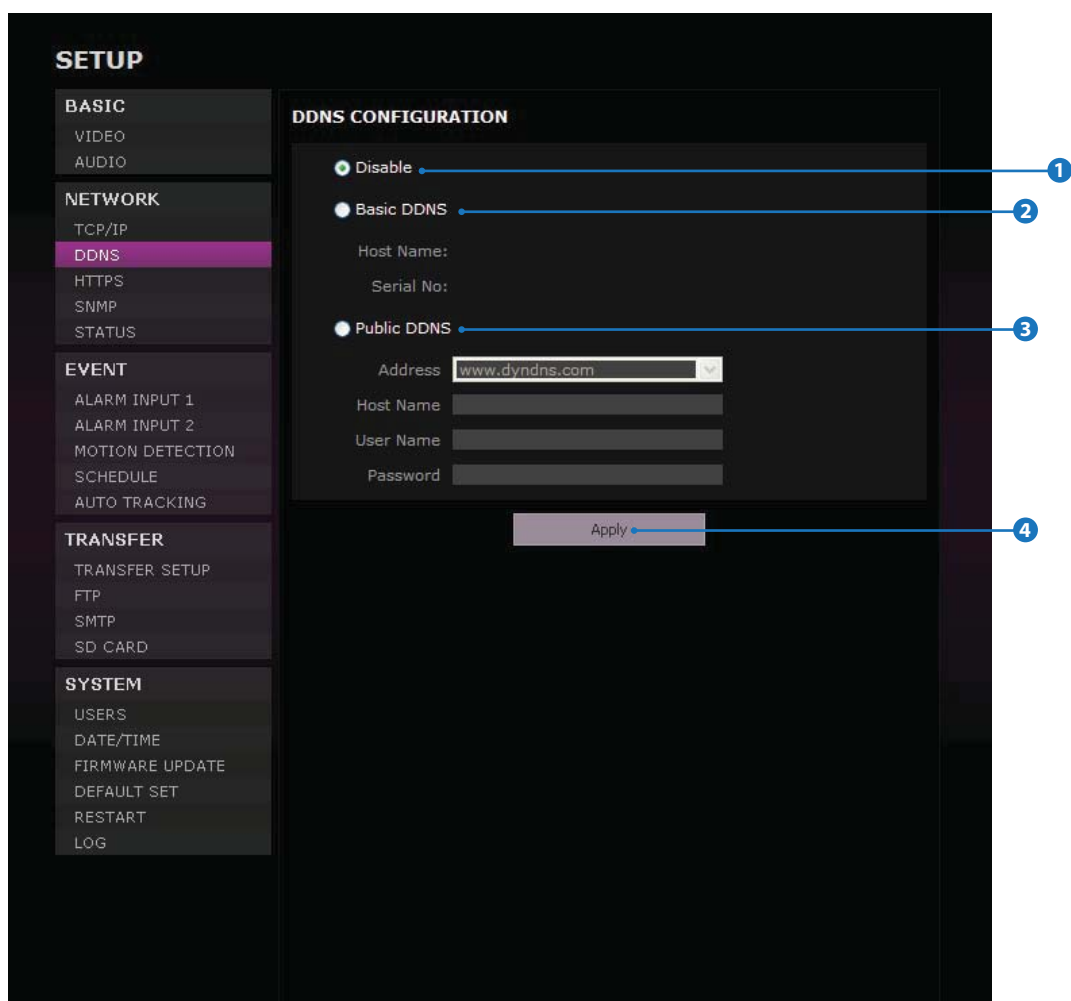 SETUP
BASIC
VIDEO
AUDIO
NETWORK
TCP/IP
DDNS
HTTPS
SNMP
STATUS
EVENT
ALARM INPUT 1
ALARM INPUT 2
MOTION DETECTION
SCHEDULE
AUTO TRACKING
TRANSFER
TRANSFER SETUP
FTP
SMTP
SD CARD
SYSTEM
USERS
DATE/TIME
FIRMWARE UPDATE
DEFAULT SET
RESTART
LOG
DDNS CONFIGURATION
Disable
1
Basic DDNS
2
Host Name:
Serial No:
Public DDNS
3
Address www.dyndns.com
Host Name
User Name
Password
Apply
4